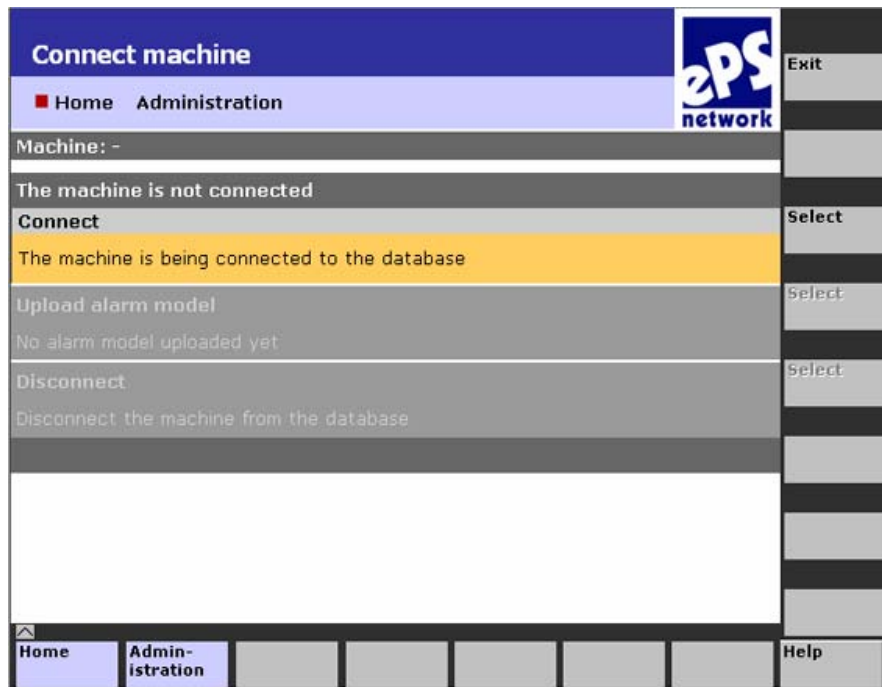 Connect machine
Home Administration
ePS
network
Exit
Machine: -
The machine is not connected
Connect
Select
The machine is being connected to the database
Upload alarm model
Select
No alarm model uploaded yet
Disconnect
Select
Disconnect the machine from the database
Home
Admin-
istration
Help